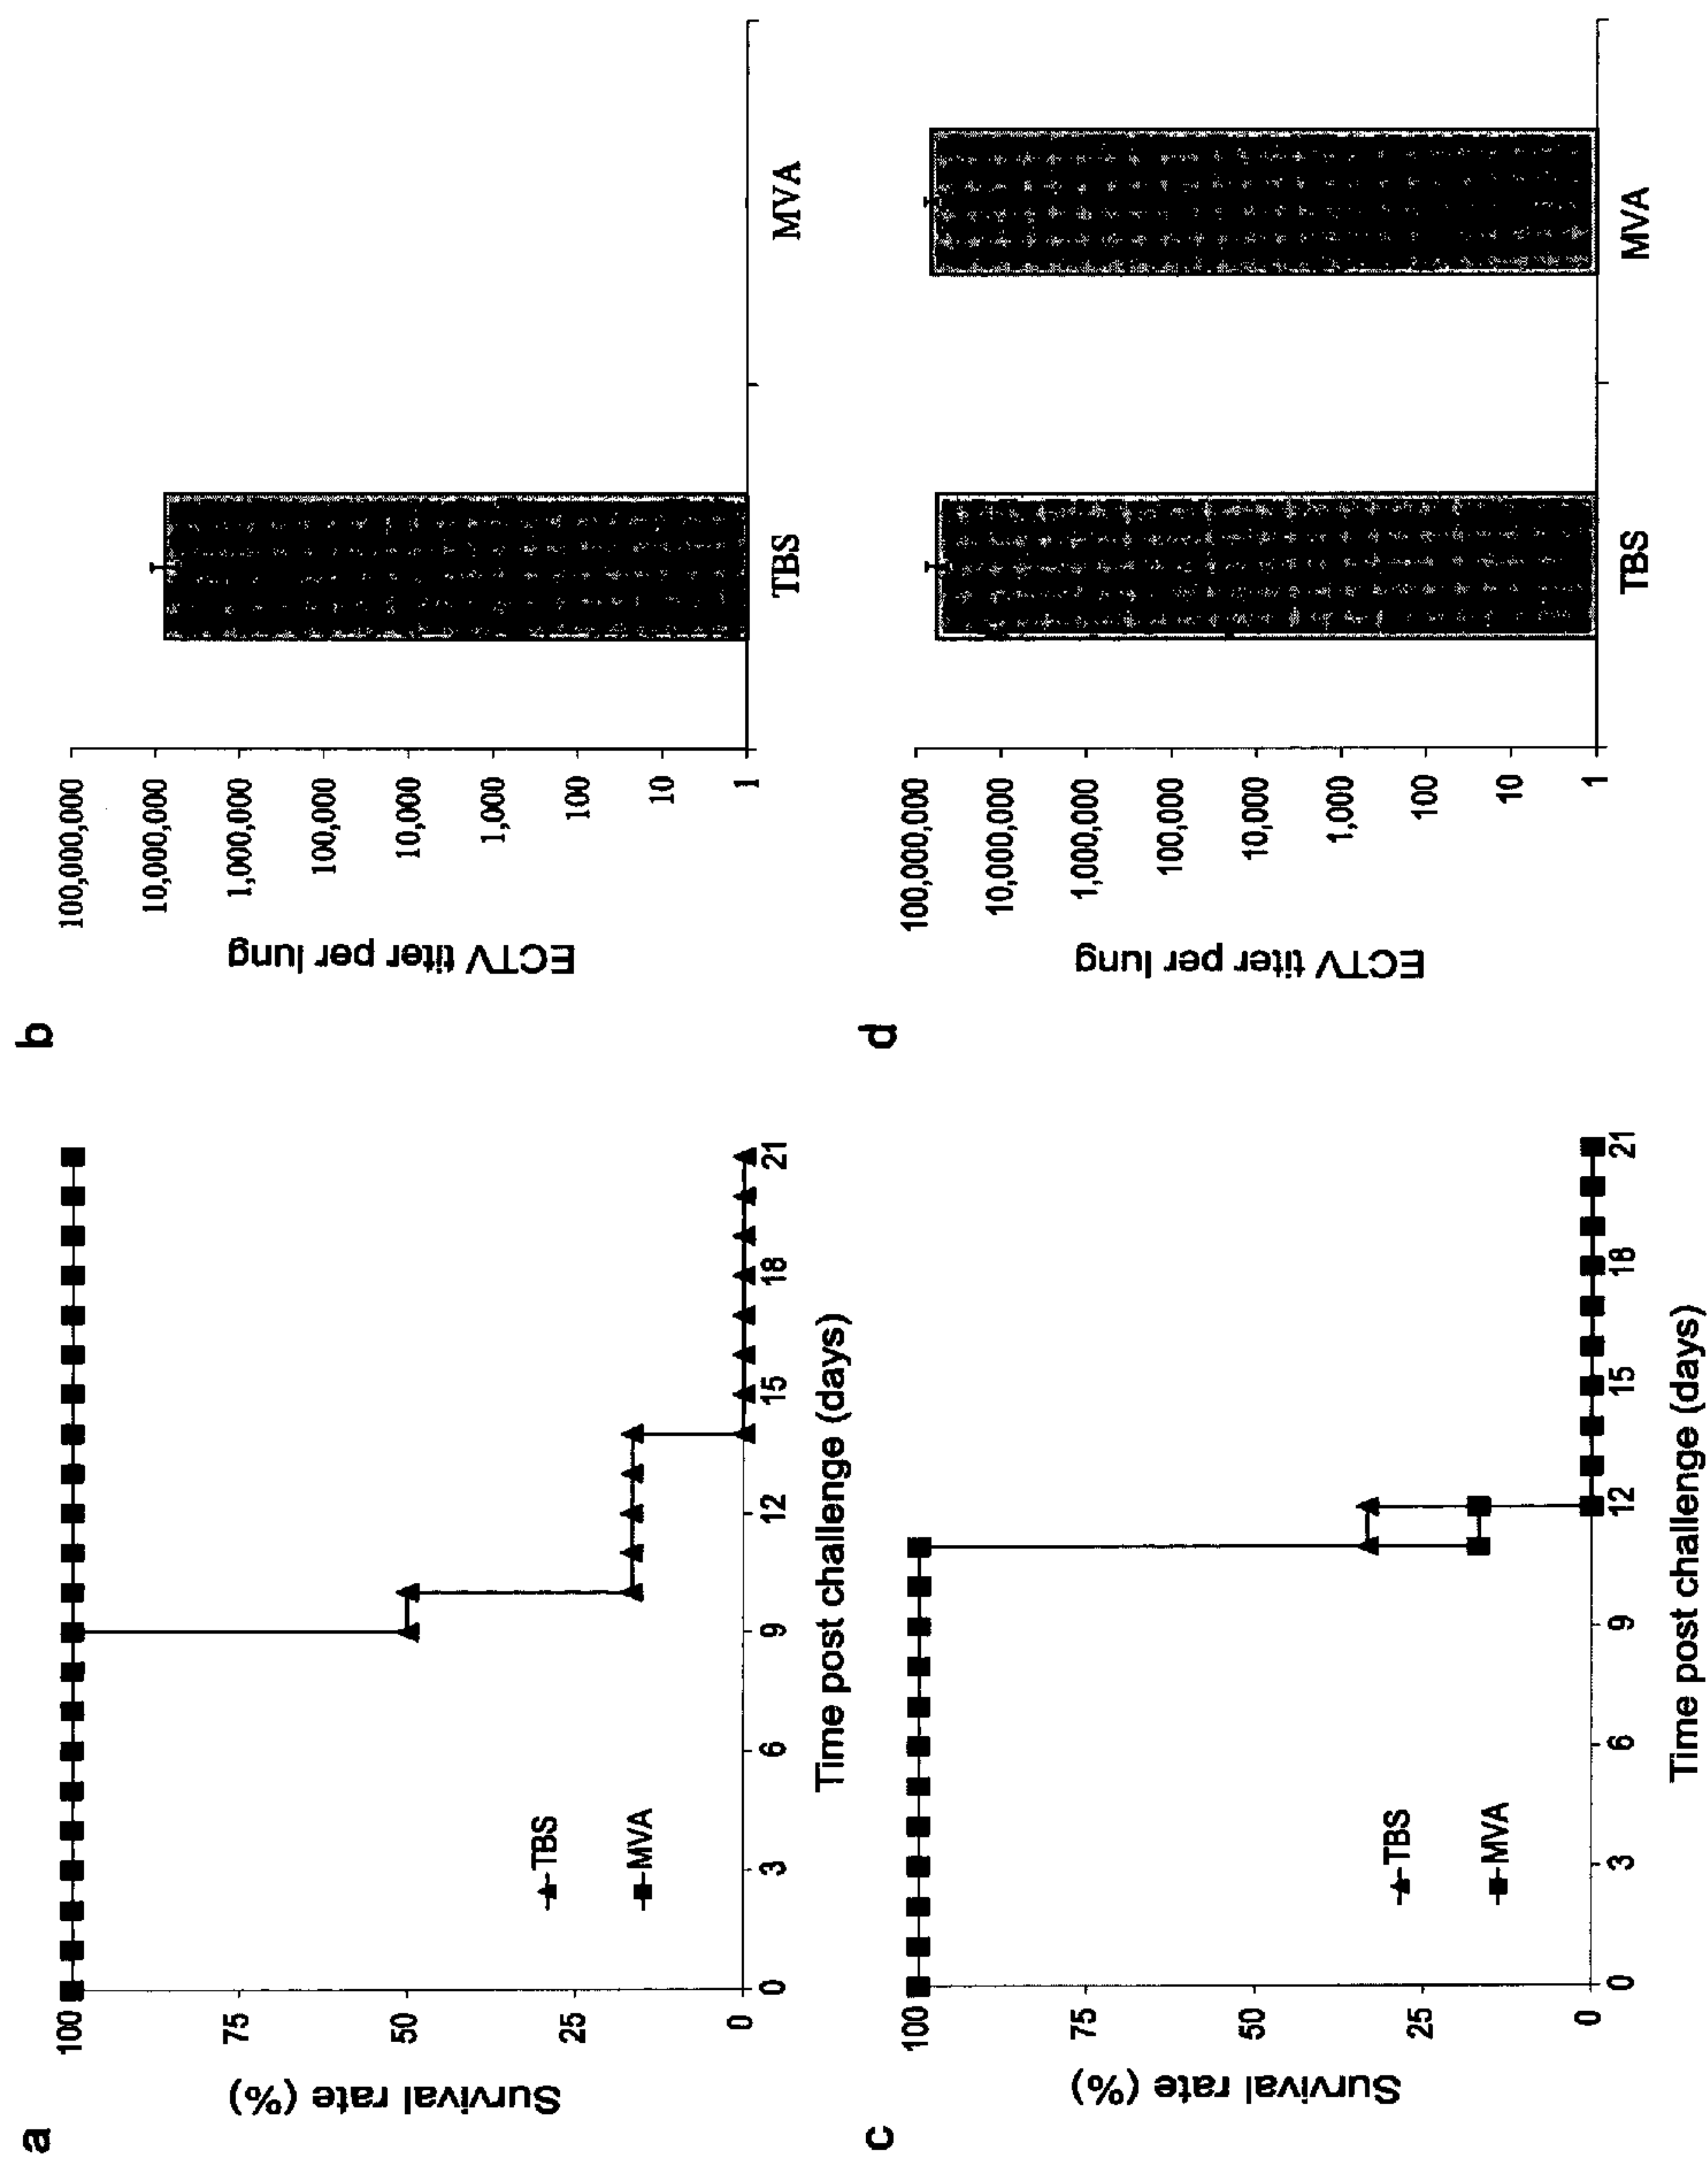 a
Survival rate (%)
100
75
50
25
0
TBS
MVA
0 3 6 9 12 15 18 21
Time post challenge (days)
b
ECTV titer per lung
100,000,000
10,000,000
1,000,000
100,000
10,000
1,000
100
10
1
TBS MVA
c
Survival rate (%)
100
75
50
25
0
TBS
MVA
0 3 6 9 12 15 18 21
Time post challenge (days)
d
ECTV titer per lung
100,000,000
10,000,000
1,000,000
100,000
10,000
1,000
100
10
1
TBS MVA